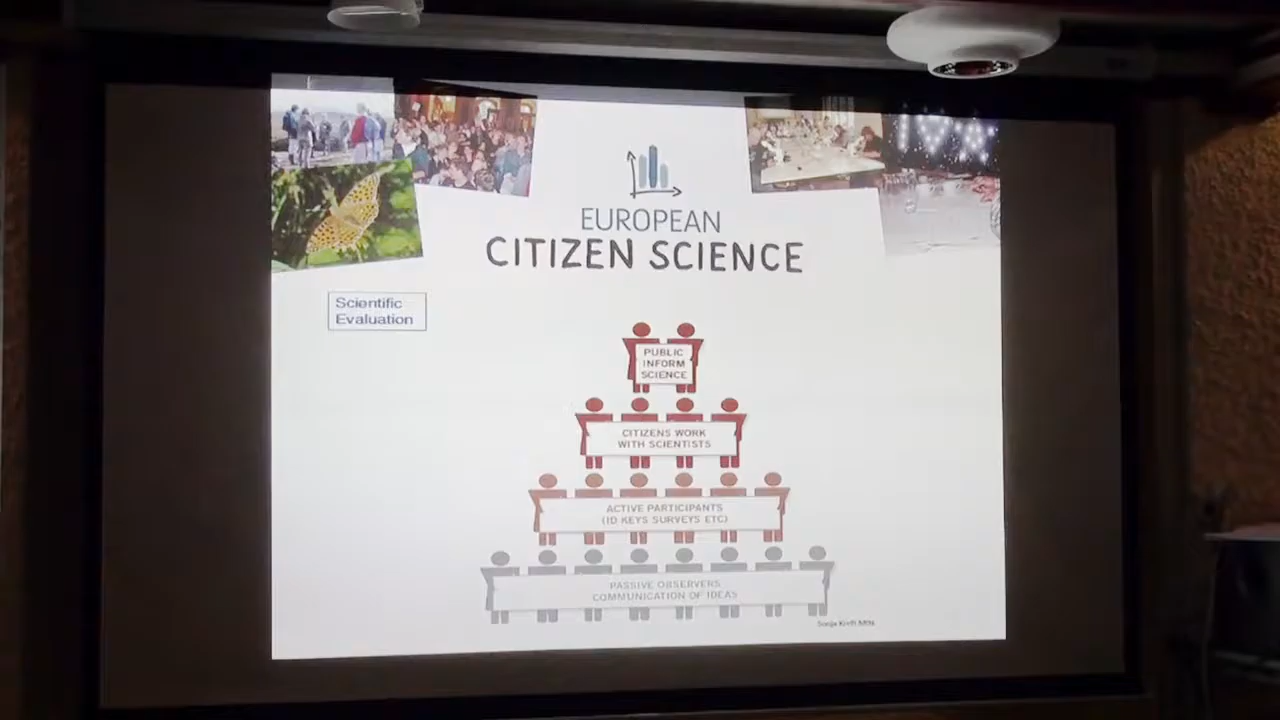 EUROPEAN
CITIZEN SCIENCE
Scientific
Evaluation
PUBLIC
INFORM
SCIENCE
CITIZENS WORK
WITH SCIENTISTS
ACTIVE PARTICIPANTS
(ID KEYS SURVEYS ETC)
PASSIVE OBSERVERS
COMMUNICATION OF IDEAS